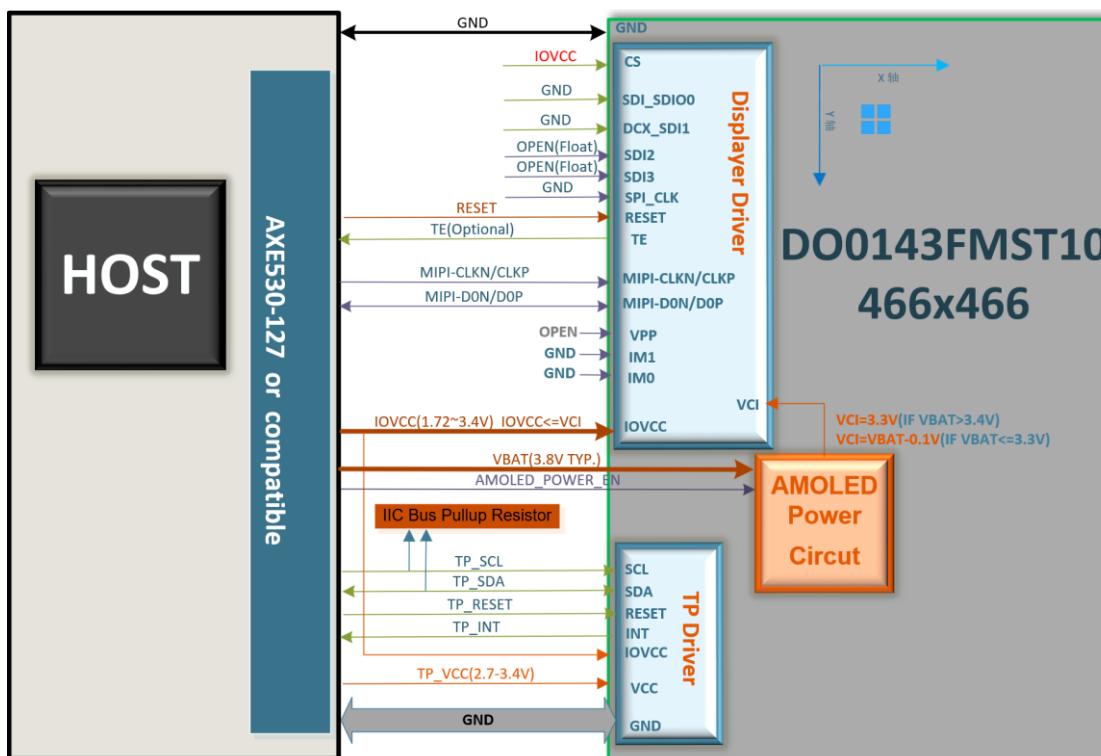 GND
GND
IOVCC
CS
GND
SDI_SDIO0
GND
DCX_SDI1
OPEN(Float)
SDI2
OPEN(Float)
SDI3
GND
SPI_CLK
RESET
RESET
TE(Optional)
TE
MIPI-CLKN/CLKP
MIPI-CLKN/CLKP
MIPI-D0N/D0P
MIPI-D0N/D0P
OPEN
VPP
GND
IM1
GND
IM0
VCI
IOVCC(1.72~3.4V) IOVCC<=VCI
IOVCC
Displayer Driver
X 轴
Y 轴
DO0143FMST10
466x466
HOST
AXE530-127 or compatible
VCI=3.3V(IF VBAT>3.4V)
VCI=VBAT-0.1V(IF VBAT<=3.3V)
VBAT(3.8V TYP.)
AMOLED_POWER_EN
AMOLED
Power
Circut
IIC Bus Pullup Resistor
TP_SCL
SCL
TP_SDA
SDA
TP_RESET
RESET
TP_INT
INT
IOVCC
TP_VCC(2.7-3.4V)
VCC
GND
GND
TP Driver